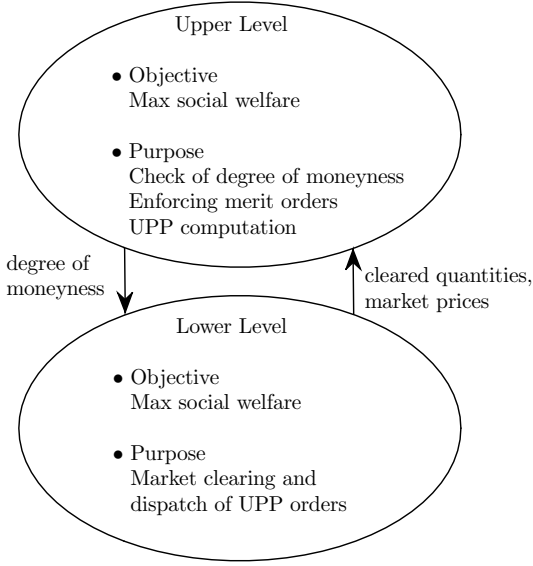 Upper Level
• Objective
Max social welfare
• Purpose
Check of degree of moneyness
Enforcing merit orders
UPP computation
degree of
moneyness
cleared quantities,
market prices
Lower Level
• Objective
Max social welfare
• Purpose
Market clearing and
dispatch of UPP orders